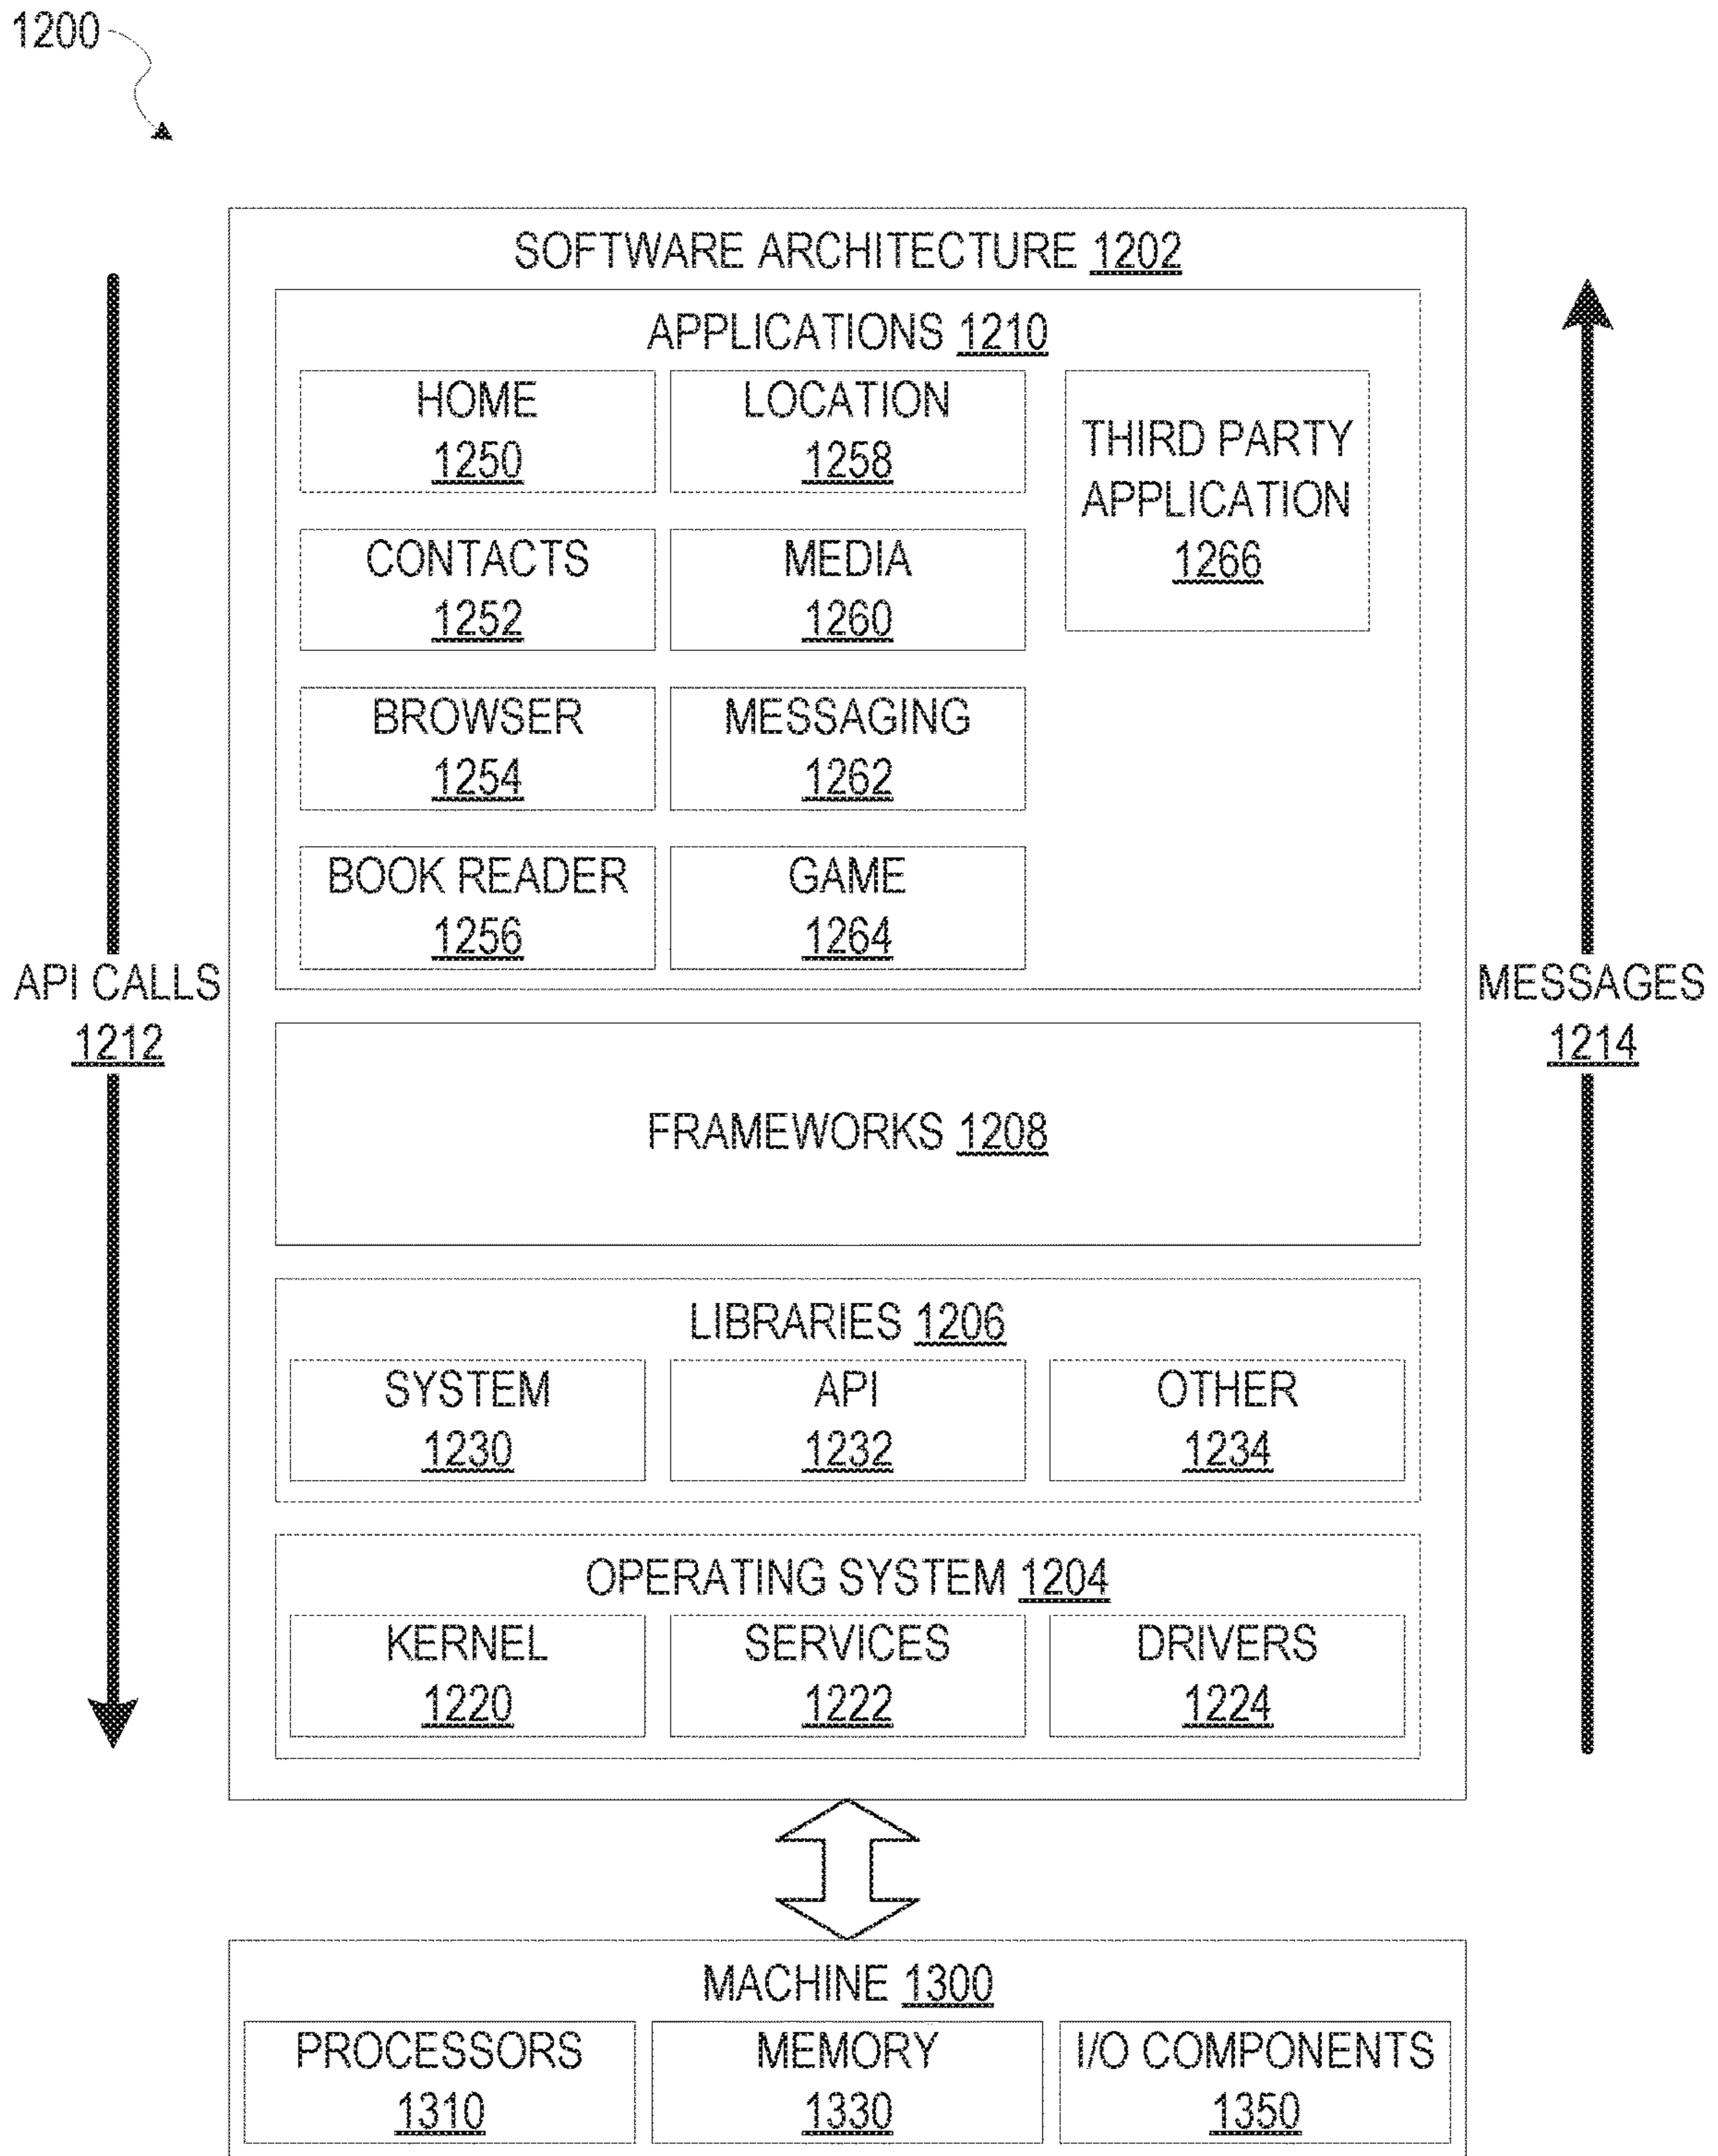 1200
SOFTWARE ARCHITECTURE 1202
APPLICATIONS 1210
HOME
1250
LOCATION
1258
THIRD PARTY
APPLICATION
1266
CONTACTS
1252
MEDIA
1260
BROWSER
1254
MESSAGING
1262
BOOK READER
1256
GAME
1264
API CALLS
1212
MESSAGES
1214
FRAMEWORKS 1208
LIBRARIES 1206
SYSTEM
1230
API
1232
OTHER
1234
OPERATING SYSTEM 1204
KERNEL
1220
SERVICES
1222
DRIVERS
1224
MACHINE 1300
PROCESSORS
1310
MEMORY
1330
I/O COMPONENTS
1350